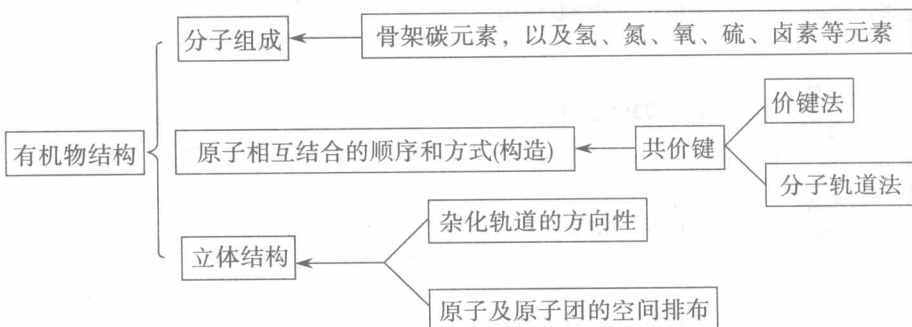 分子组成
骨架碳元素，以及氢、氮、氧、硫、卤素等元素
有机物结构
原子相互结合的顺序和方式(构造)
共价键
价键法
分子轨道法
立体结构
杂化轨道的方向性
原子及原子团的空间排布